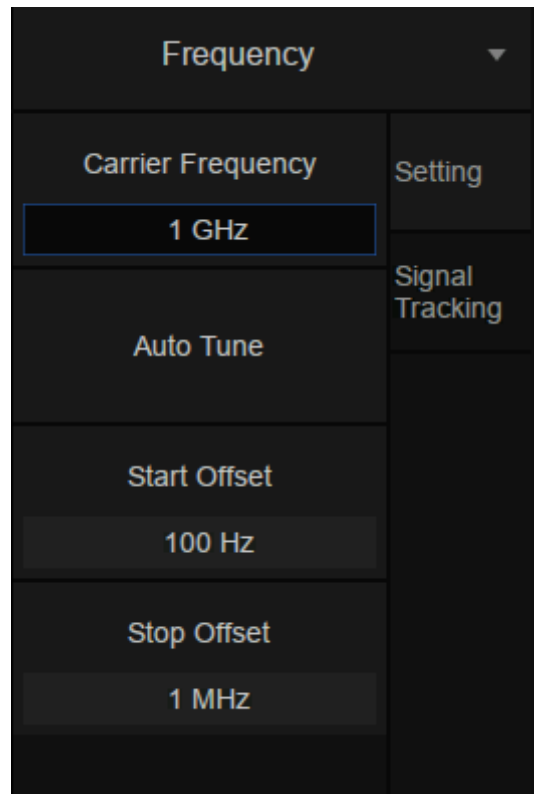 Frequency
Carrier Frequency
1 GHz
Auto Tune
Start Offset
100 Hz
Stop Offset
1 MHz
Setting
Signal
Tracking